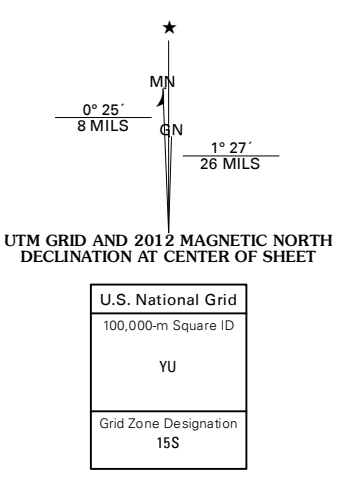 ★
MN
0° 25´
8 MILS
GN
1° 27´
26 MILS
UTM GRID AND 2012 MAGNETIC NORTH
DECLINATION AT CENTER OF SHEET
U.S. National Grid
100,000-m Square ID
YU
Grid Zone Designation
15S